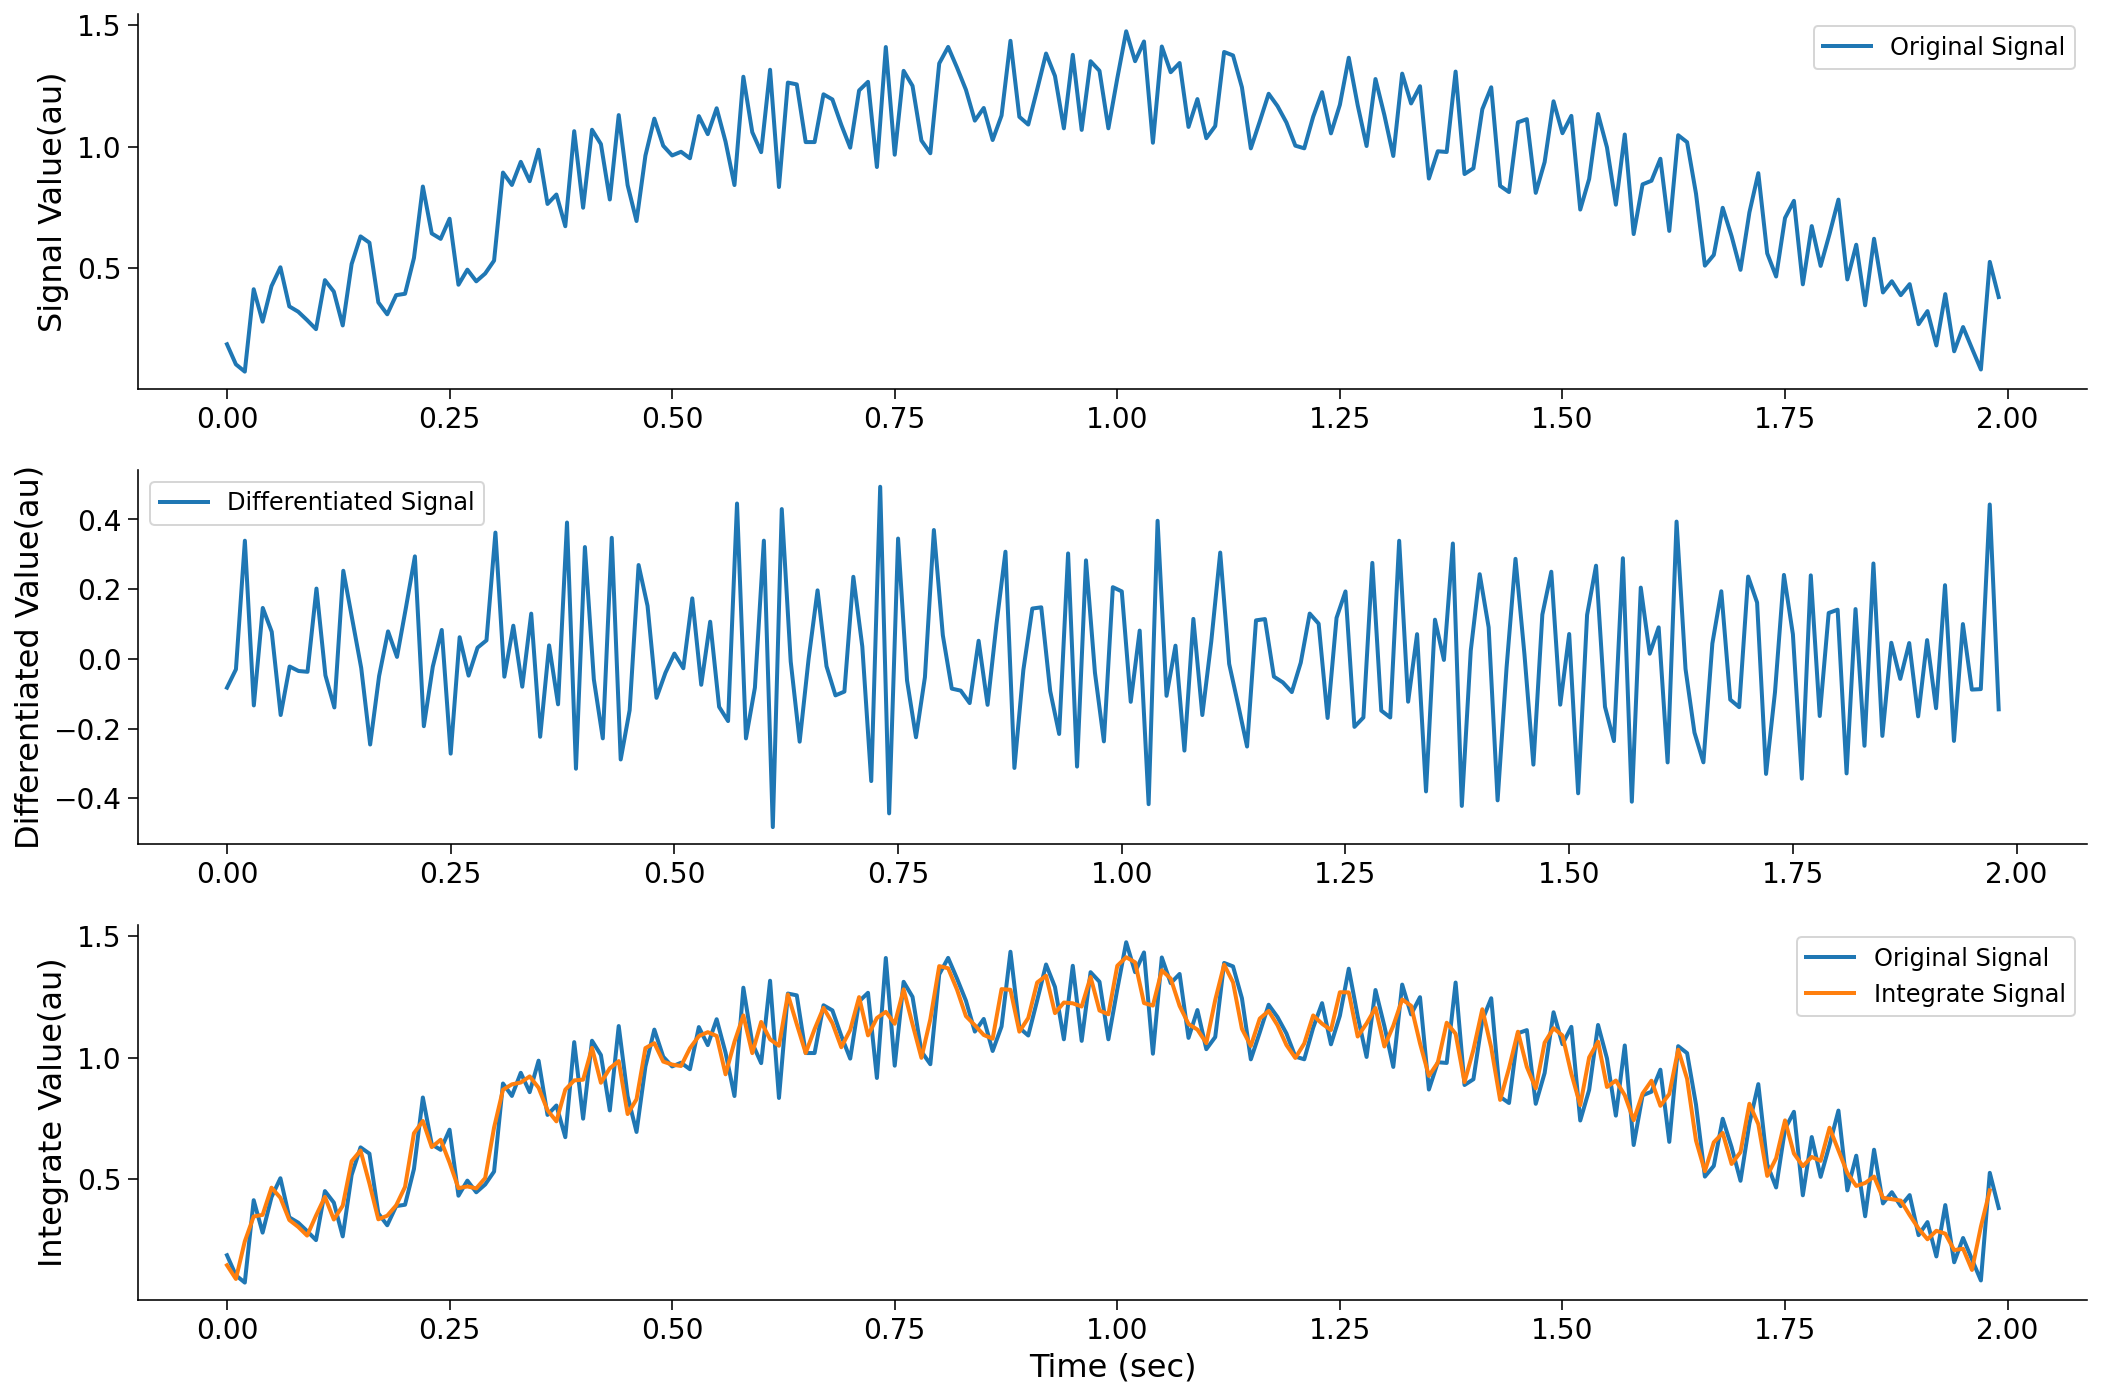 Signal Value(au)
1.5
1.0
0.5
Original Signal
0.00 0.25 0.50 0.75 1.00 1.25 1.50 1.75 2.00
Differentiated Value(au)
0.4
0.2
0.0
−0.2
−0.4
Differentiated Signal
0.00 0.25 0.50 0.75 1.00 1.25 1.50 1.75 2.00
Integrate Value(au)
1.5
1.0
0.5
Original Signal
Integrate Signal
0.00 0.25 0.50 0.75 1.00 1.25 1.50 1.75 2.00
Time (sec)